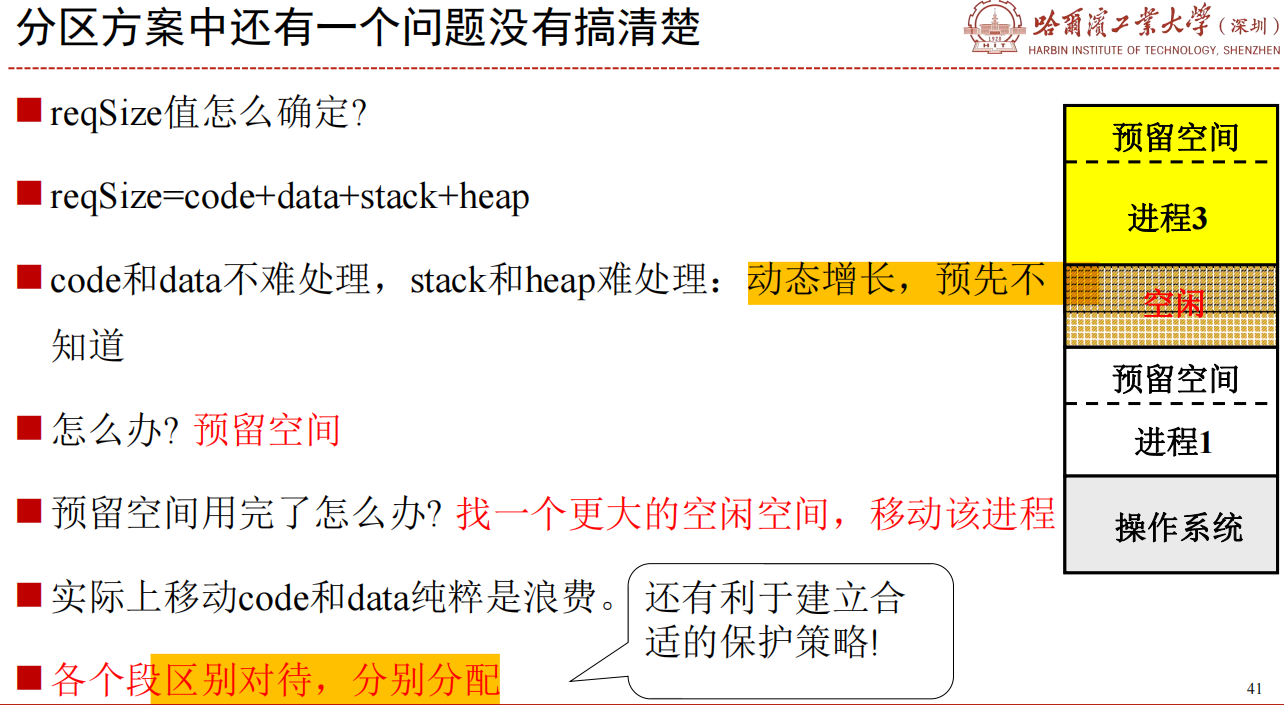 分区方案中还有一个问题没有搞清楚
哈尔滨工业大学(深圳)
HARBIN INSTITUTE OF TECHNOLOGY, SHENZHEN
reqSize值怎么确定?
reqSize=code+data+stack+heap
code和data不难处理，stack和heap难处理：动态增长，预先不
知道
怎么办? 预留空间
预留空间用完了怎么办? 找一个更大的空闲空间，移动该进程
实际上移动code和data纯粹是浪费。
各个段区别对待，分别分配
还有利于建立合
适的保护策略!
预留空间
进程3
空闲
预留空间
进程1
操作系统
41